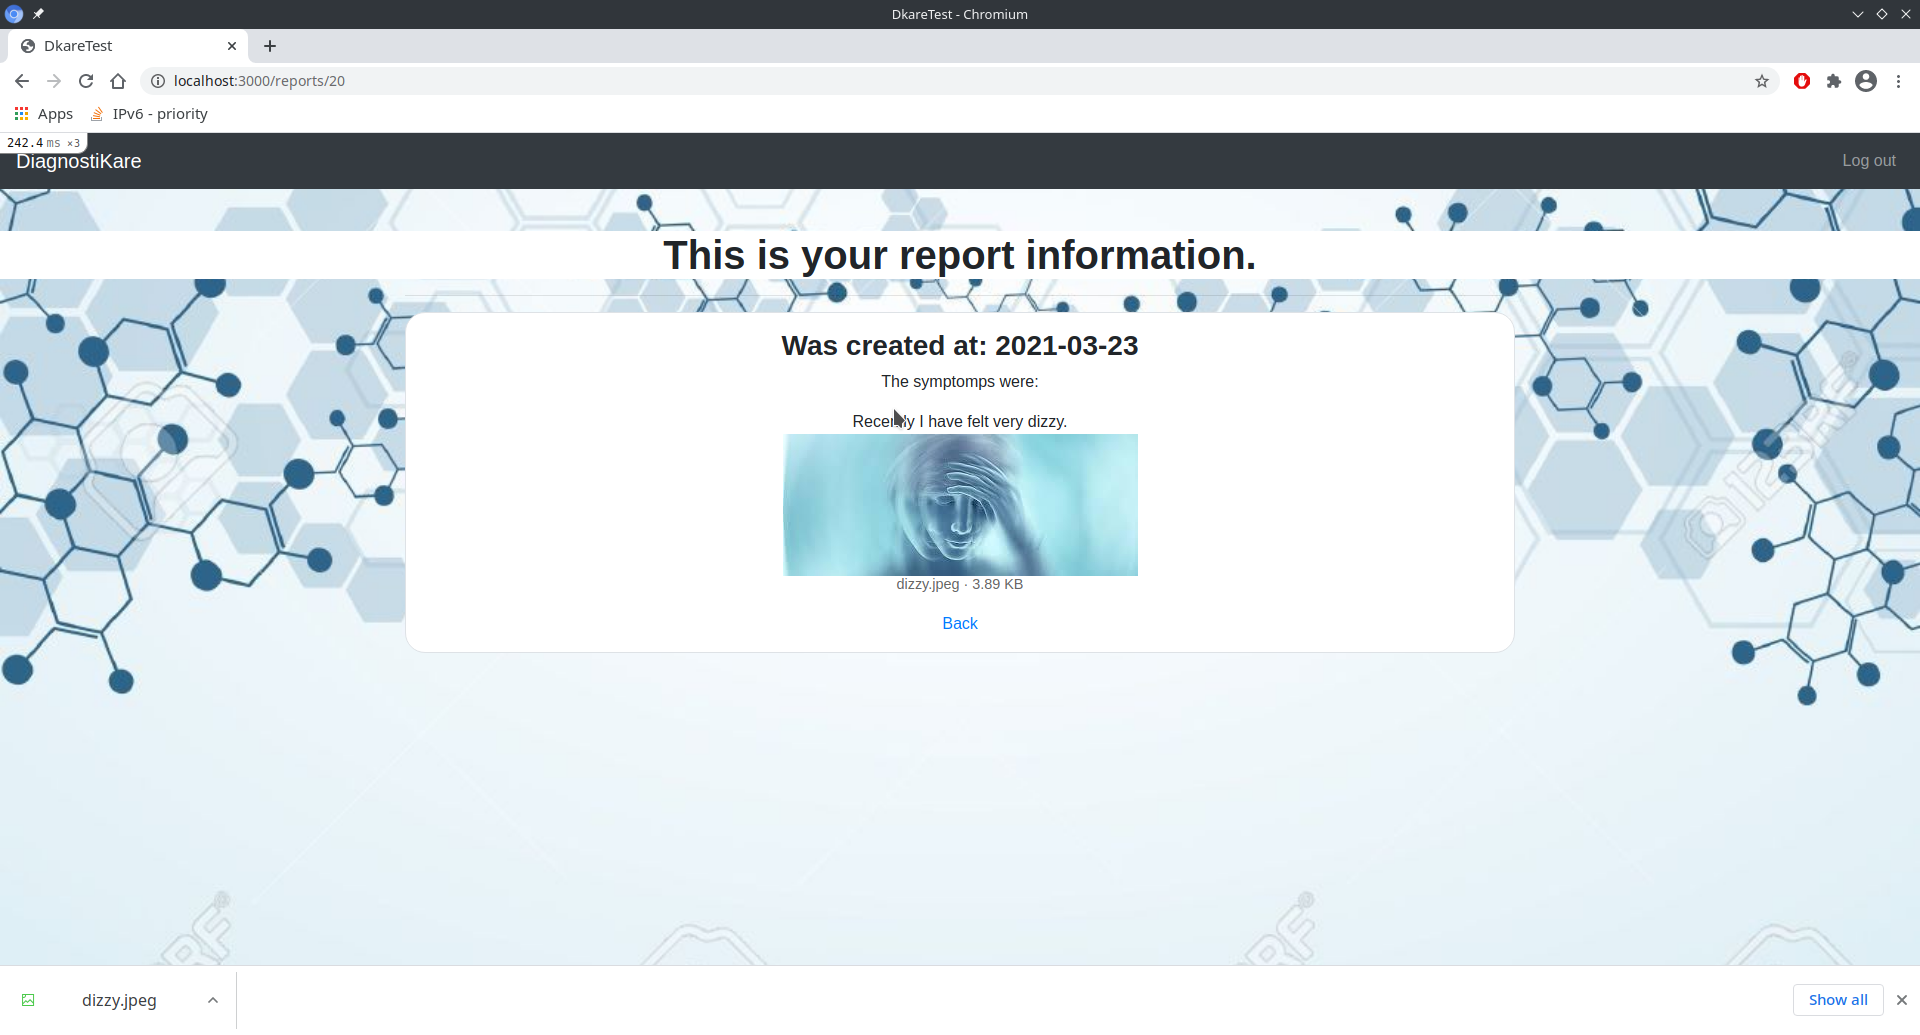 DkareTest - Chromium
DkareTest
localhost:3000/reports/20
Apps IPv6 - priority
242.4 ms ×3
DiagnostiKare Log out
This is your report information.
Was created at: 2021-03-23
The symptomps were:
I have felt very dizzy.
dizzy.jpeg · 3.89 KB
Back
123RF
dizzy.jpeg Show all